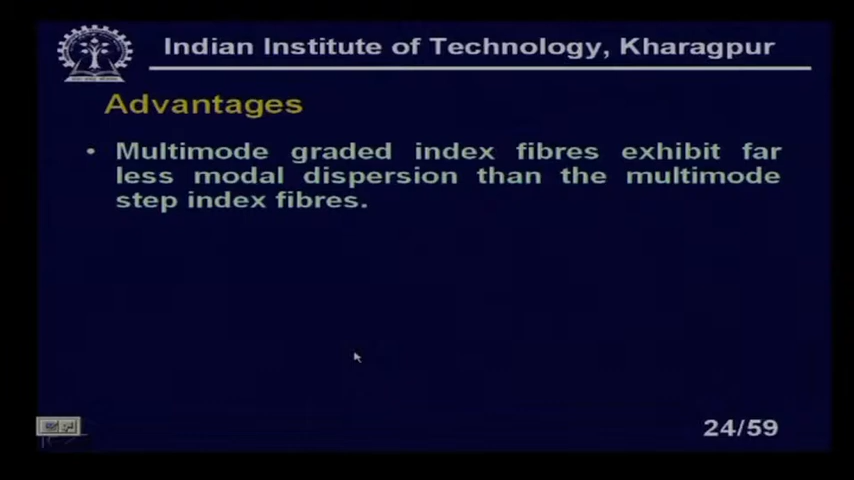 Indian Institute of Technology, Kharagpur
Advantages
• Multimode graded index fibres exhibit far
less modal dispersion than the multimode
step index fibres.
24/59